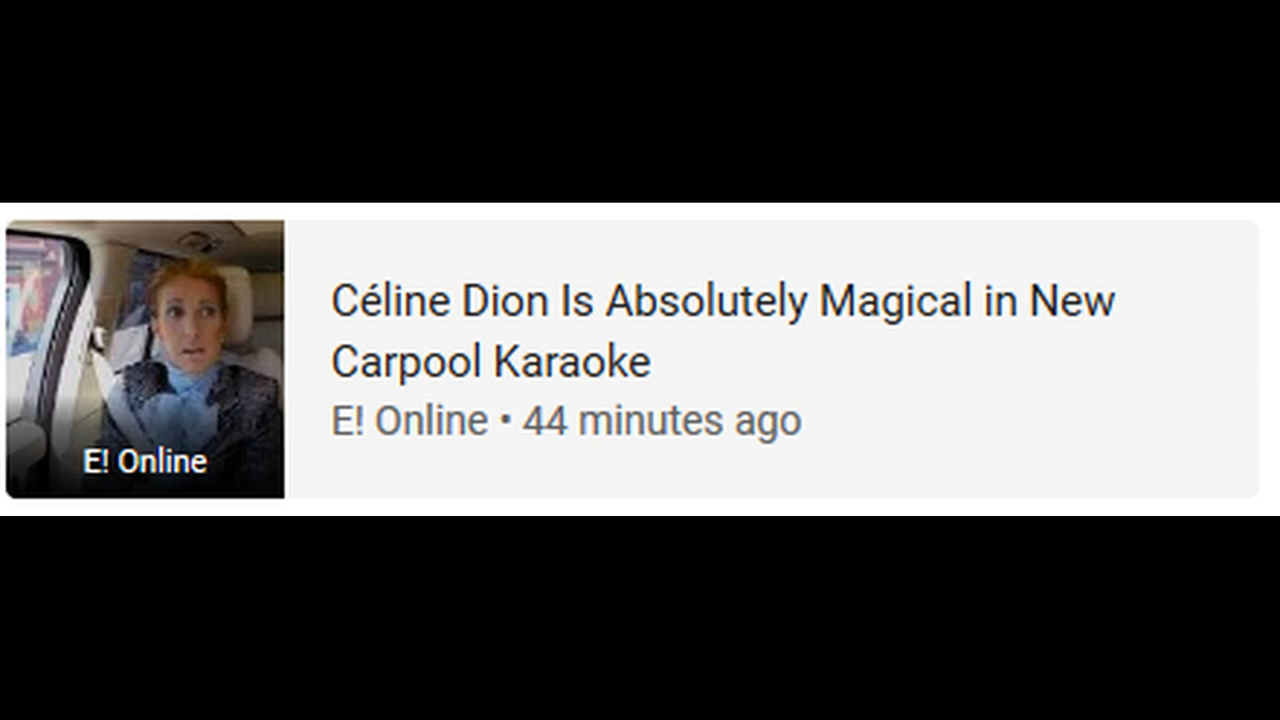 Céline Dion Is Absolutely Magical in New
Carpool Karaoke
E! Online • 44 minutes ago
E! Online